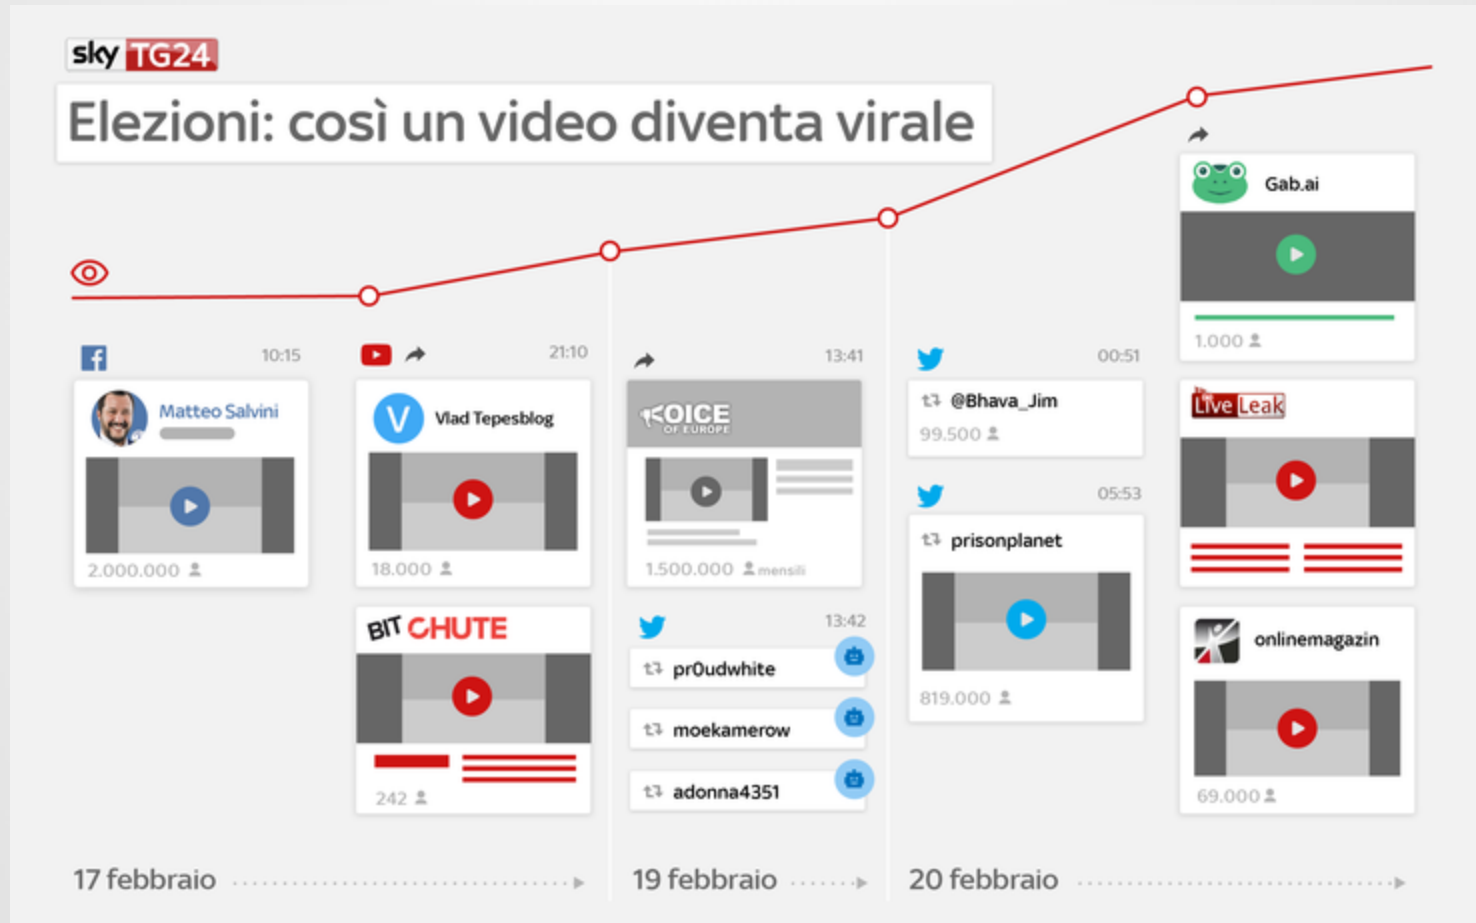 sky TG24
Elezioni: così un video diventa virale
10:15
Matteo Salvini
2.000.000
21:10
V
Vlad Tepesblog
18.000
BIT CHUTE
242
13:41
VOICE
OF EUROPE
1.500.000 mensili
13:42
pr0udwhite
moekamerow
adonna4351
00:51
@Bhava_Jim
99.500
05:53
prisonplanet
819.000
Gab.ai
1.000
Live Leak
onlinemagazin
69.000
17 febbraio
19 febbraio
20 febbraio